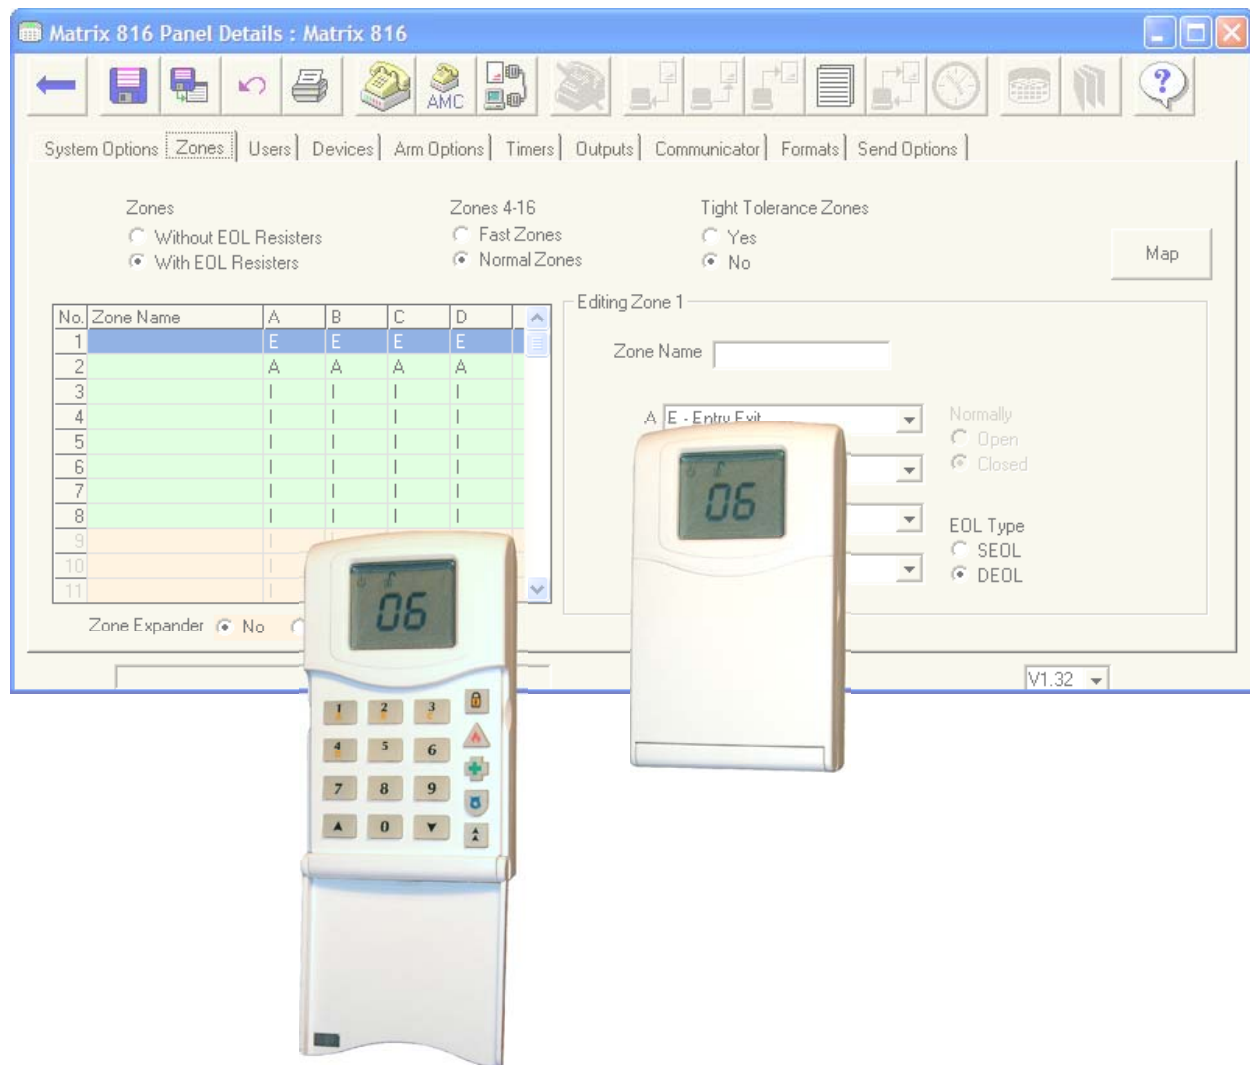 Matrix 816 Panel Details : Matrix 816
AMC
System Options Zones Users Devices Arm Options Timers Outputs Communicator Formats Send Options
Zones
Without EOL Resisters
With EOL Resisters
Zones 4-16
Fast Zones
Normal Zones
Tight Tolerance Zones
Yes
No
Map
No. Zone Name A B C D
1 E E E E
2 A A A A
3 I I I I
4 I I I I
5 I I I I
6 I I I I
7 I I I I
8 I I I I
9 I
10 I
11 I
Zone Expander No
Editing Zone 1
Zone Name
A E - Entry Exit
Normally
Open
Closed
EOL Type
SEOL
DEOL
V1.32
06
1 2 3
4 5 6
7 8 9
0
06